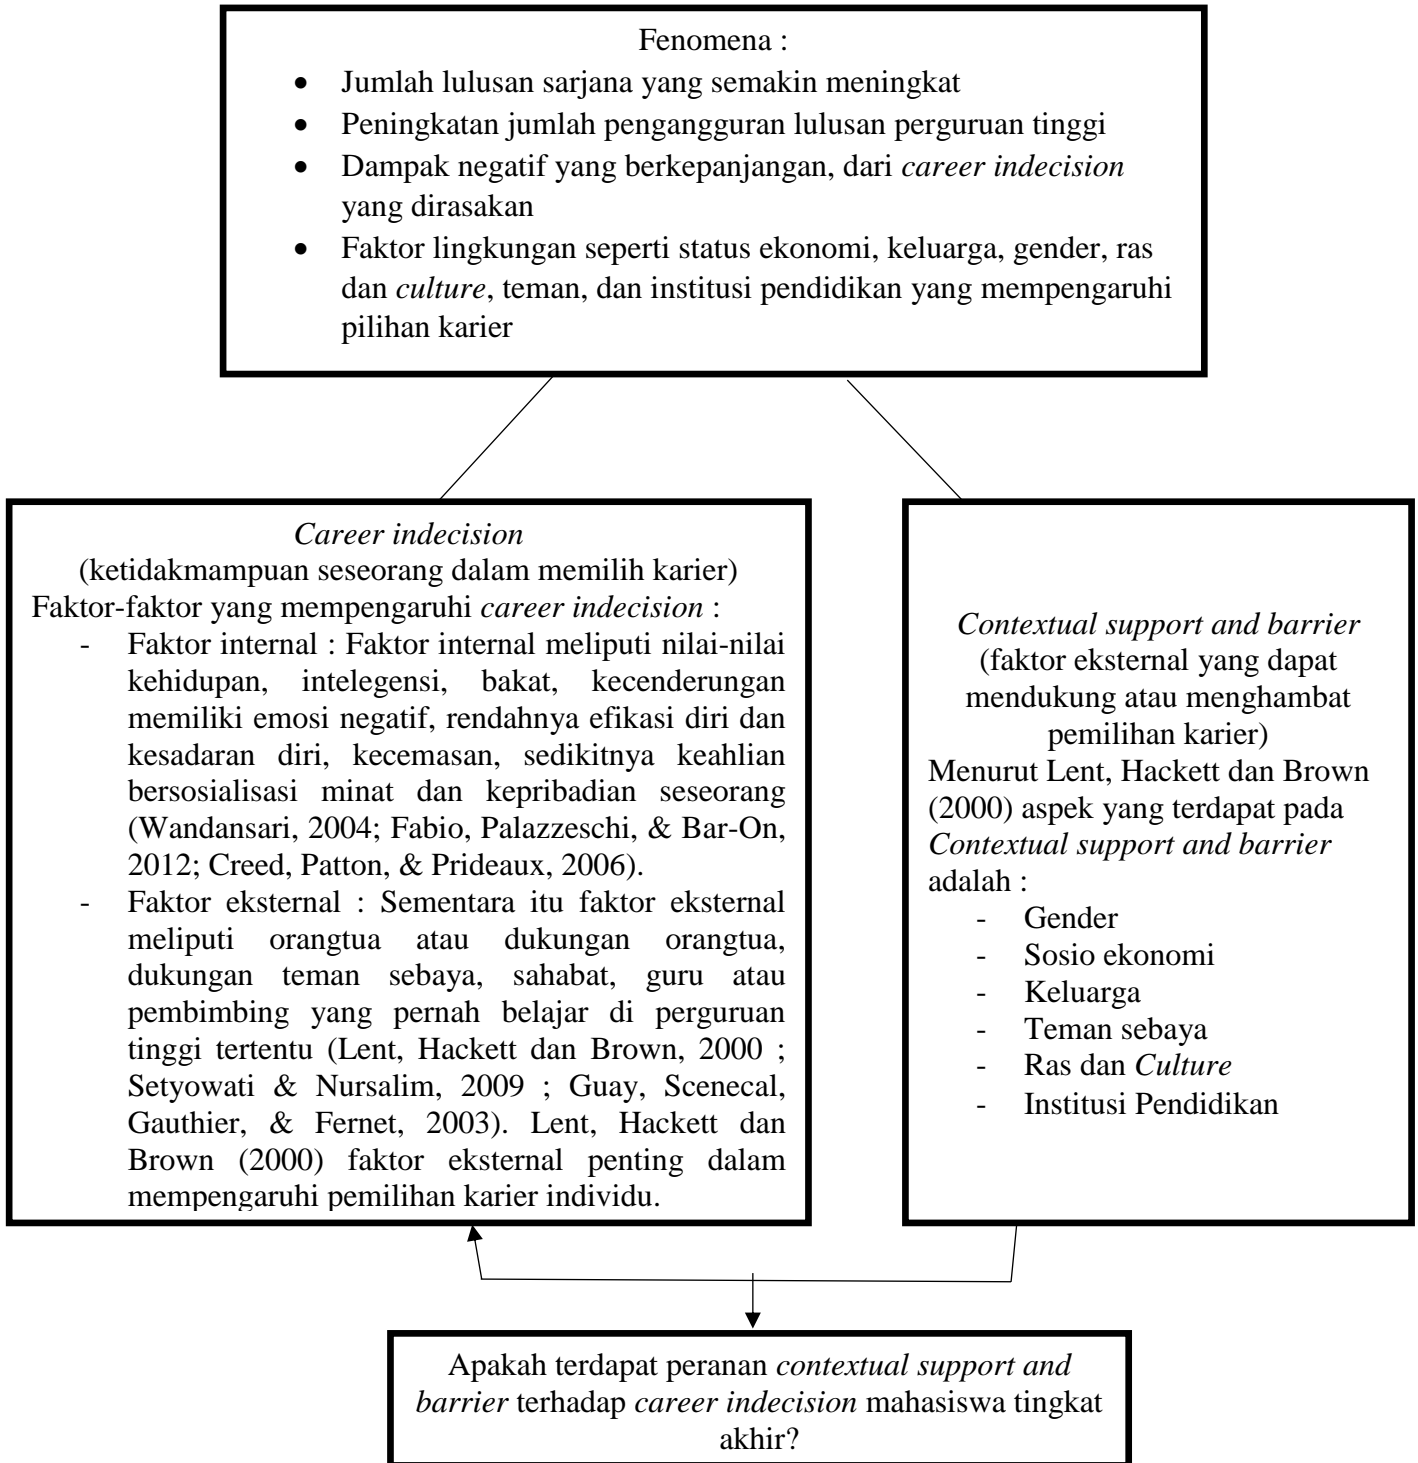 Fenomena :
• Jumlah lulusan sarjana yang semakin meningkat
• Peningkatan jumlah pengangguran lulusan perguruan tinggi
• Dampak negatif yang berkepanjangan, dari career indecision
yang dirasakan
• Faktor lingkungan seperti status ekonomi, keluarga, gender, ras
dan culture, teman, dan institusi pendidikan yang mempengaruhi
pilihan karier
Career indecision
(ketidakmampuan seseorang dalam memilih karier)
Faktor-faktor yang mempengaruhi career indecision :
- Faktor internal : Faktor internal meliputi nilai-nilai
kehidupan, intelegensi, bakat, kecenderungan
memiliki emosi negatif, rendahnya efikasi diri dan
kesadaran diri, kecemasan, sedikitnya keahlian
bersosialisasi minat dan kepribadian seseorang
(Wandansari, 2004; Fabio, Palazzeschi, & Bar-On,
2012; Creed, Patton, & Prideaux, 2006).
- Faktor eksternal : Sementara itu faktor eksternal
meliputi orangtua atau dukungan orangtua,
dukungan teman sebaya, sahabat, guru atau
pembimbing yang pernah belajar di perguruan
tinggi tertentu (Lent, Hackett dan Brown, 2000 ;
Setyowati & Nursalim, 2009 ; Guay, Scenecal,
Gauthier, & Fernet, 2003). Lent, Hackett dan
Brown (2000) faktor eksternal penting dalam
mempengaruhi pemilihan karier individu.
Contextual support and barrier
(faktor eksternal yang dapat
mendukung atau menghambat
pemilihan karier)
Menurut Lent, Hackett dan Brown
(2000) aspek yang terdapat pada
Contextual support and barrier
adalah :
- Gender
- Sosio ekonomi
- Keluarga
- Teman sebaya
- Ras dan Culture
- Institusi Pendidikan
Apakah terdapat peranan contextual support and
barrier terhadap career indecision mahasiswa tingkat
akhir?